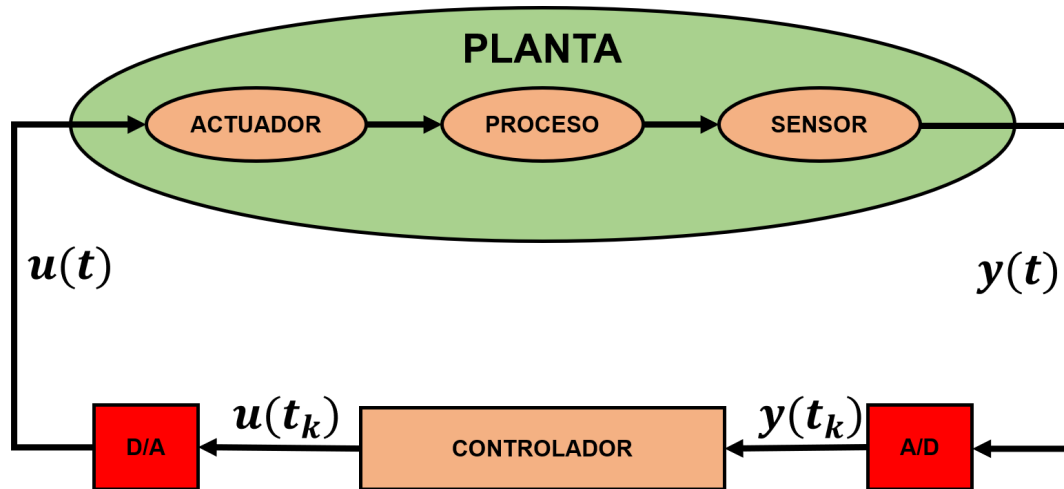 PLANTA
ACTUADOR
PROCESO
SENSOR
u(t)
y(t)
D/A
u(t_k)
CONTROLADOR
y(t_k)
A/D